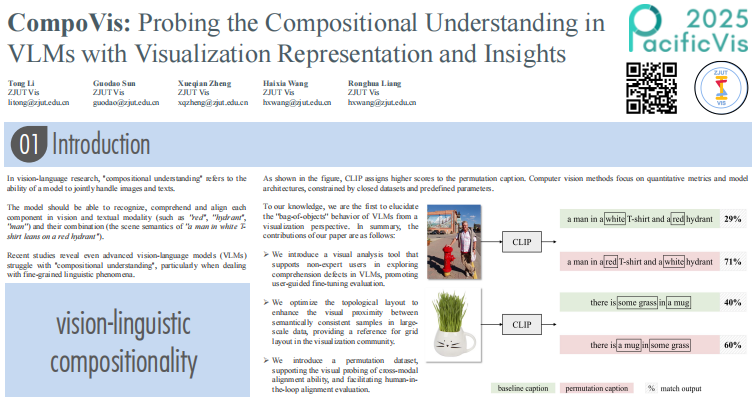 CompoVis: Probing the Compositional Understanding in
VLMs with Visualization Representation and Insights
PacificVis 2025
Tong Li
ZJUT Vis
litong@zjut.edu.cn
Guodao Sun
ZJUT Vis
guodao@zjut.edu.cn
Xueqian Zheng
ZJUT Vis
xqzheng@zjut.edu.cn
Haixia Wang
ZJUT Vis
hxwang@zjut.edu.cn
Ronghua Liang
ZJUT Vis
hxwang@zjut.edu.cn
ZJUT
VIS
01 Introduction
In vision-language research, "compositional understanding" refers to the
ability of a model to jointly handle images and texts.
The model should be able to recognize, comprehend and align each
component in vision and textual modality (such as "red", "hydrant",
"man") and their combination (the scene semantics of "a man in white T-
shirt leans on a red hydrant").
Recent studies reveal even advanced vision-language models (VLMs)
struggle with "compositional understanding", particularly when dealing
with fine-grained linguistic phenomena.
vision-linguistic
compositionality
As shown in the figure, CLIP assigns higher scores to the permutation caption. Computer vision methods focus on quantitative metrics and model
architectures, constrained by closed datasets and predefined parameters.
To our knowledge, we are the first to elucidate
the "bag-of-objects" behavior of VLMs from a
visualization perspective. In summary, the
contributions of our paper are as follows:
➢ We introduce a visual analysis tool that
supports non-expert users in exploring
comprehension defects in VLMs, promoting
user-guided fine-tuning evaluation.
➢ We optimize the topological layout to
enhance the visual proximity between
semantically consistent samples in large-
scale data, providing a reference for grid
layout in the visualization community.
➢ We introduce a permutation dataset,
supporting the visual probing of cross-modal
alignment ability, and facilitating human-in-
the-loop alignment evaluation.
CLIP
a man in a white T-shirt and a red hydrant 29%
a man in a red T-shirt and a white hydrant 71%
CLIP
there is some grass in a mug 40%
there is a mug in some grass 60%
baseline caption permutation caption % match output